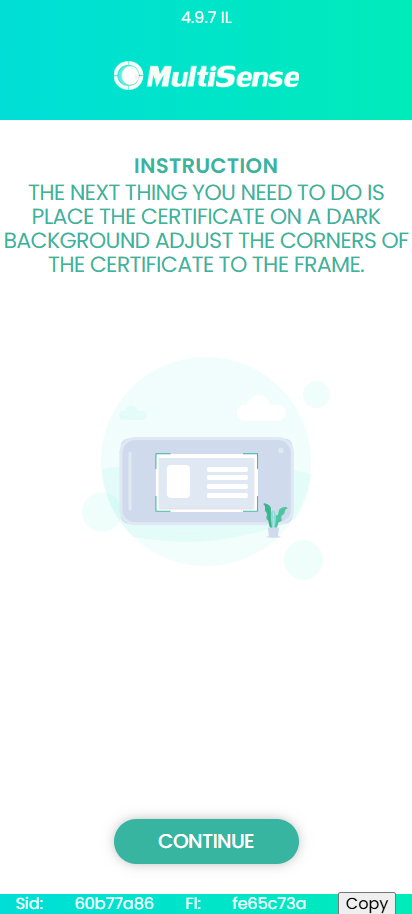 4.9.7 IL
MultiSense
INSTRUCTION
THE NEXT THING YOU NEED TO DO IS
PLACE THE CERTIFICATE ON A DARK
BACKGROUND ADJUST THE CORNERS OF
THE CERTIFICATE TO THE FRAME.
CONTINUE
Sid: 60b77a86 FI: fe65c73a Copy